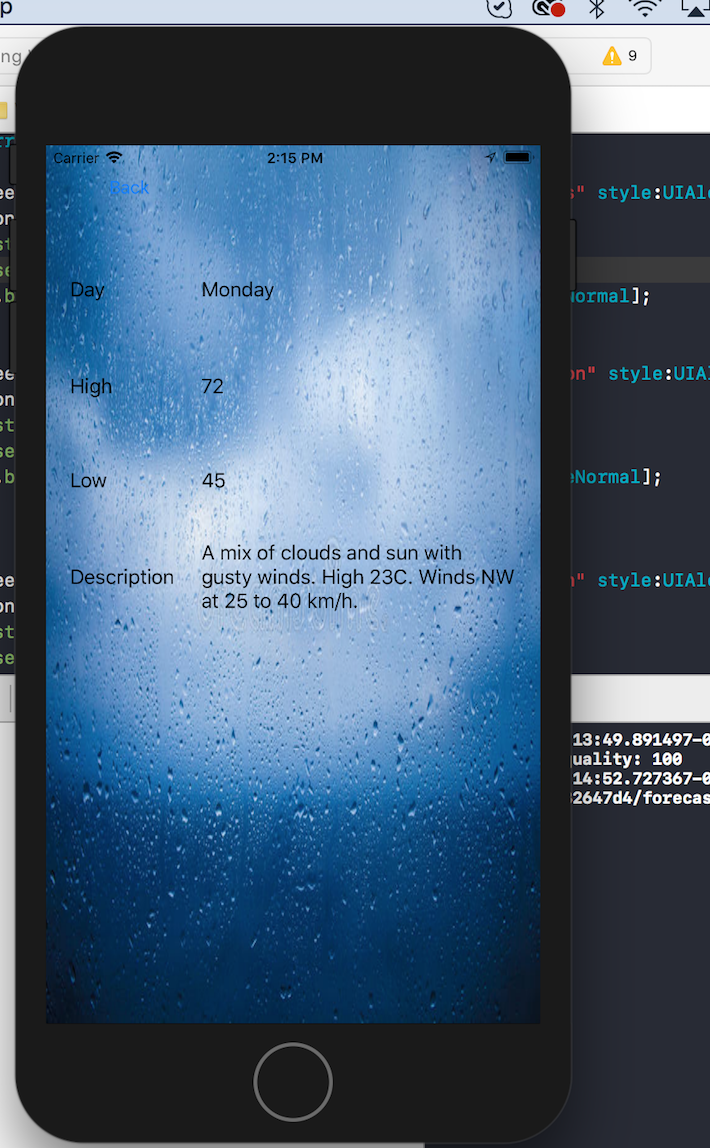 p
ng
9
Carrier 2:15 PM
Back
Day Monday
High 72
Low 45
Description A mix of clouds and sun with
gusty winds. High 23C. Winds NW
at 25 to 40 km/h.
s" style:UIAl
ormal];
on" style:UIA
eNormal];
n" style:UIAl
13:49.891497-0
uality: 100
14:52.727367-0
2647d4/forecas